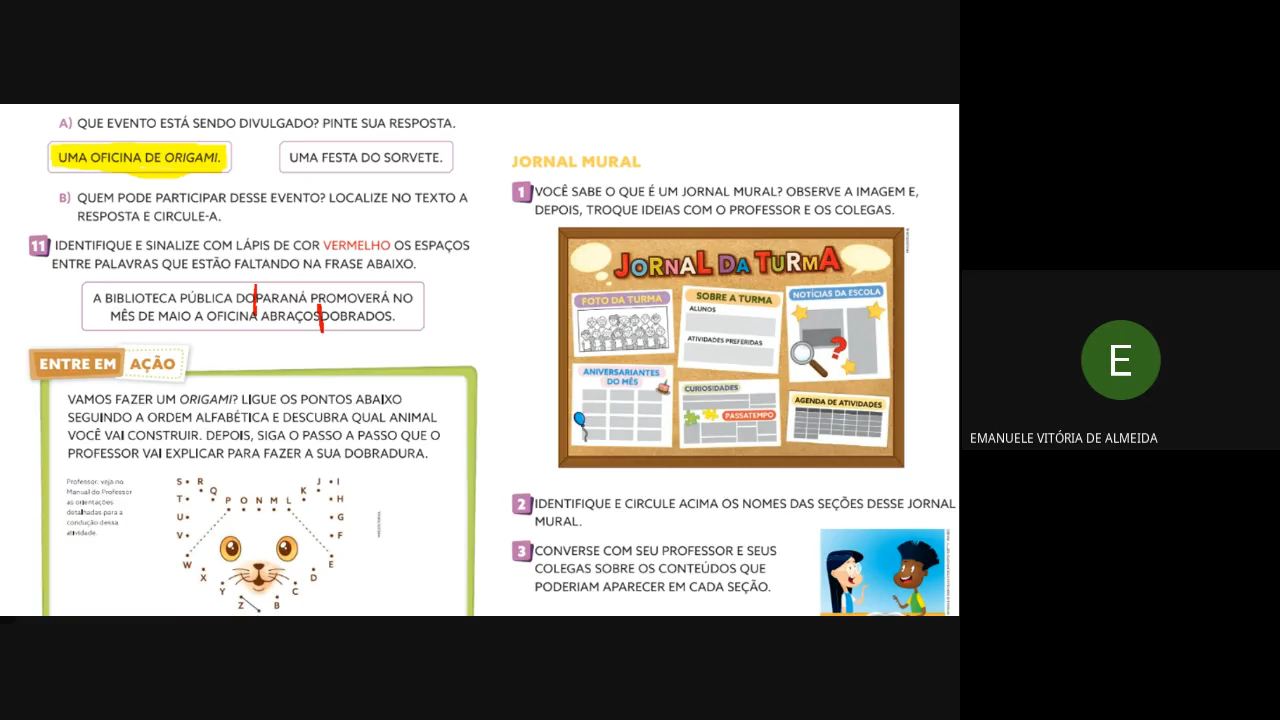 A) QUE EVENTO ESTÁ SENDO DIVULGADO? PINTE SUA RESPOSTA.
UMA OFICINA DE ORIGAMI.
UMA FESTA DO SORVETE.
B) QUEM PODE PARTICIPAR DESSE EVENTO? LOCALIZE NO TEXTO A
RESPOSTA E CIRCULE-A.
11 IDENTIFIQUE E SINALIZE COM LÁPIS DE COR VERMELHO OS ESPAÇOS
ENTRE PALAVRAS QUE ESTÃO FALTANDO NA FRASE ABAIXO.
A BIBLIOTECA PÚBLICA DOPARANÁ PROMOVERÁ NO
MÊS DE MAIO A OFICINA ABRAÇOSDOBRADOS.
ENTRE EM AÇÃO
VAMOS FAZER UM ORIGAMI? LIGUE OS PONTOS ABAIXO
SEGUINDO A ORDEM ALFABÉTICA E DESCUBRA QUAL ANIMAL
VOCÊ VAI CONSTRUIR. DEPOIS, SIGA O PASSO A PASSO QUE O
PROFESSOR VAI EXPLICAR PARA FAZER A SUA DOBRADURA.
Professor, veja no
Manual do Professor
as orientações
detalhadas para a
condução dessa
atividade.
S R J I
T Q P O N M L K H
U G
V F
W E
X D
Y C
Z B
JORNAL MURAL
1 VOCÊ SABE O QUE É UM JORNAL MURAL? OBSERVE A IMAGEM E,
DEPOIS, TROQUE IDEIAS COM O PROFESSOR E OS COLEGAS.
JORNAL DA TURMA
FOTO DA TURMA
SOBRE A TURMA
ALUNOS
ATIVIDADES PREFERIDAS
NOTÍCIAS DA ESCOLA
?
ANIVERSARIANTES
DO MÊS
CURIOSIDADES
PASSATEMPO
AGENDA DE ATIVIDADES
2 IDENTIFIQUE E CIRCULE ACIMA OS NOMES DAS SEÇÕES DESSE JORNAL
MURAL.
3 CONVERSE COM SEU PROFESSOR E SEUS
COLEGAS SOBRE OS CONTEÚDOS QUE
PODERIAM APARECER EM CADA SEÇÃO.
E
EMANUELE VITÓRIA DE ALMEIDA